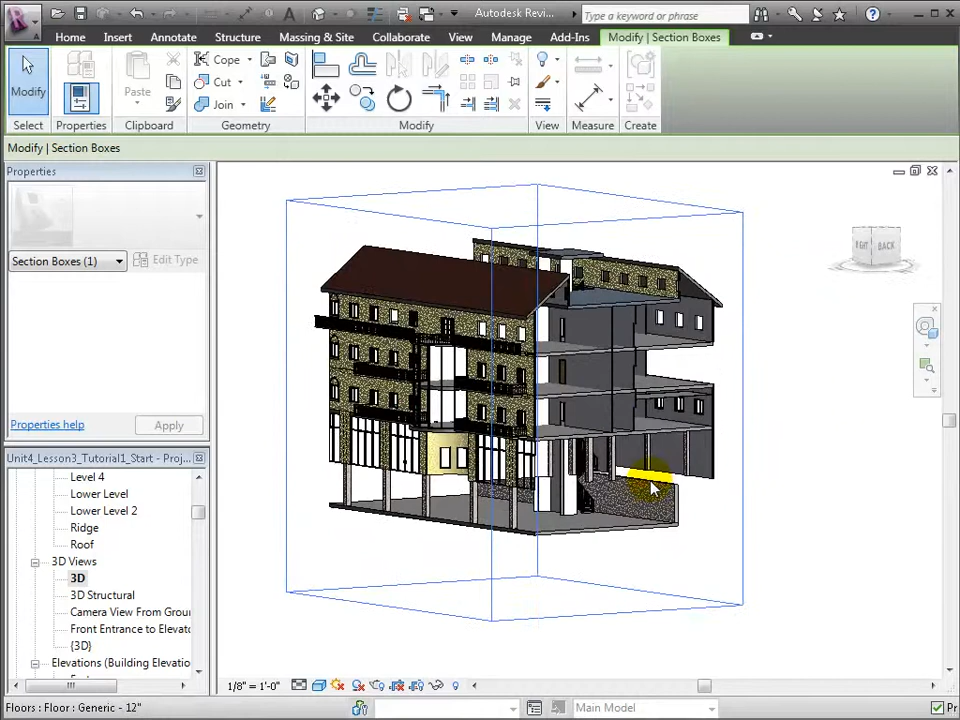 Autodesk Revi...
Type a keyword or phrase
Home Insert Annotate Structure Massing & Site Collaborate View Manage Add-Ins Modify | Section Boxes
Modify
Paste
Cope
Cut
Join
Select Properties Clipboard Geometry Modify View Measure Create
Modify | Section Boxes
Properties
Section Boxes (1)
Edit Type
Properties help
Apply
Unit4_Lesson3_Tutorial1_Start - Proj...
Level 4
Lower Level
Lower Level 2
Ridge
Roof
3D Views
3D
3D Structural
Camera View From Grour
Front Entrance to Elevato
{3D}
Elevations (Building Elevatio
BACK
1/8" = 1'-0"
Floors : Floor : Generic - 12"
Main Model
Pr